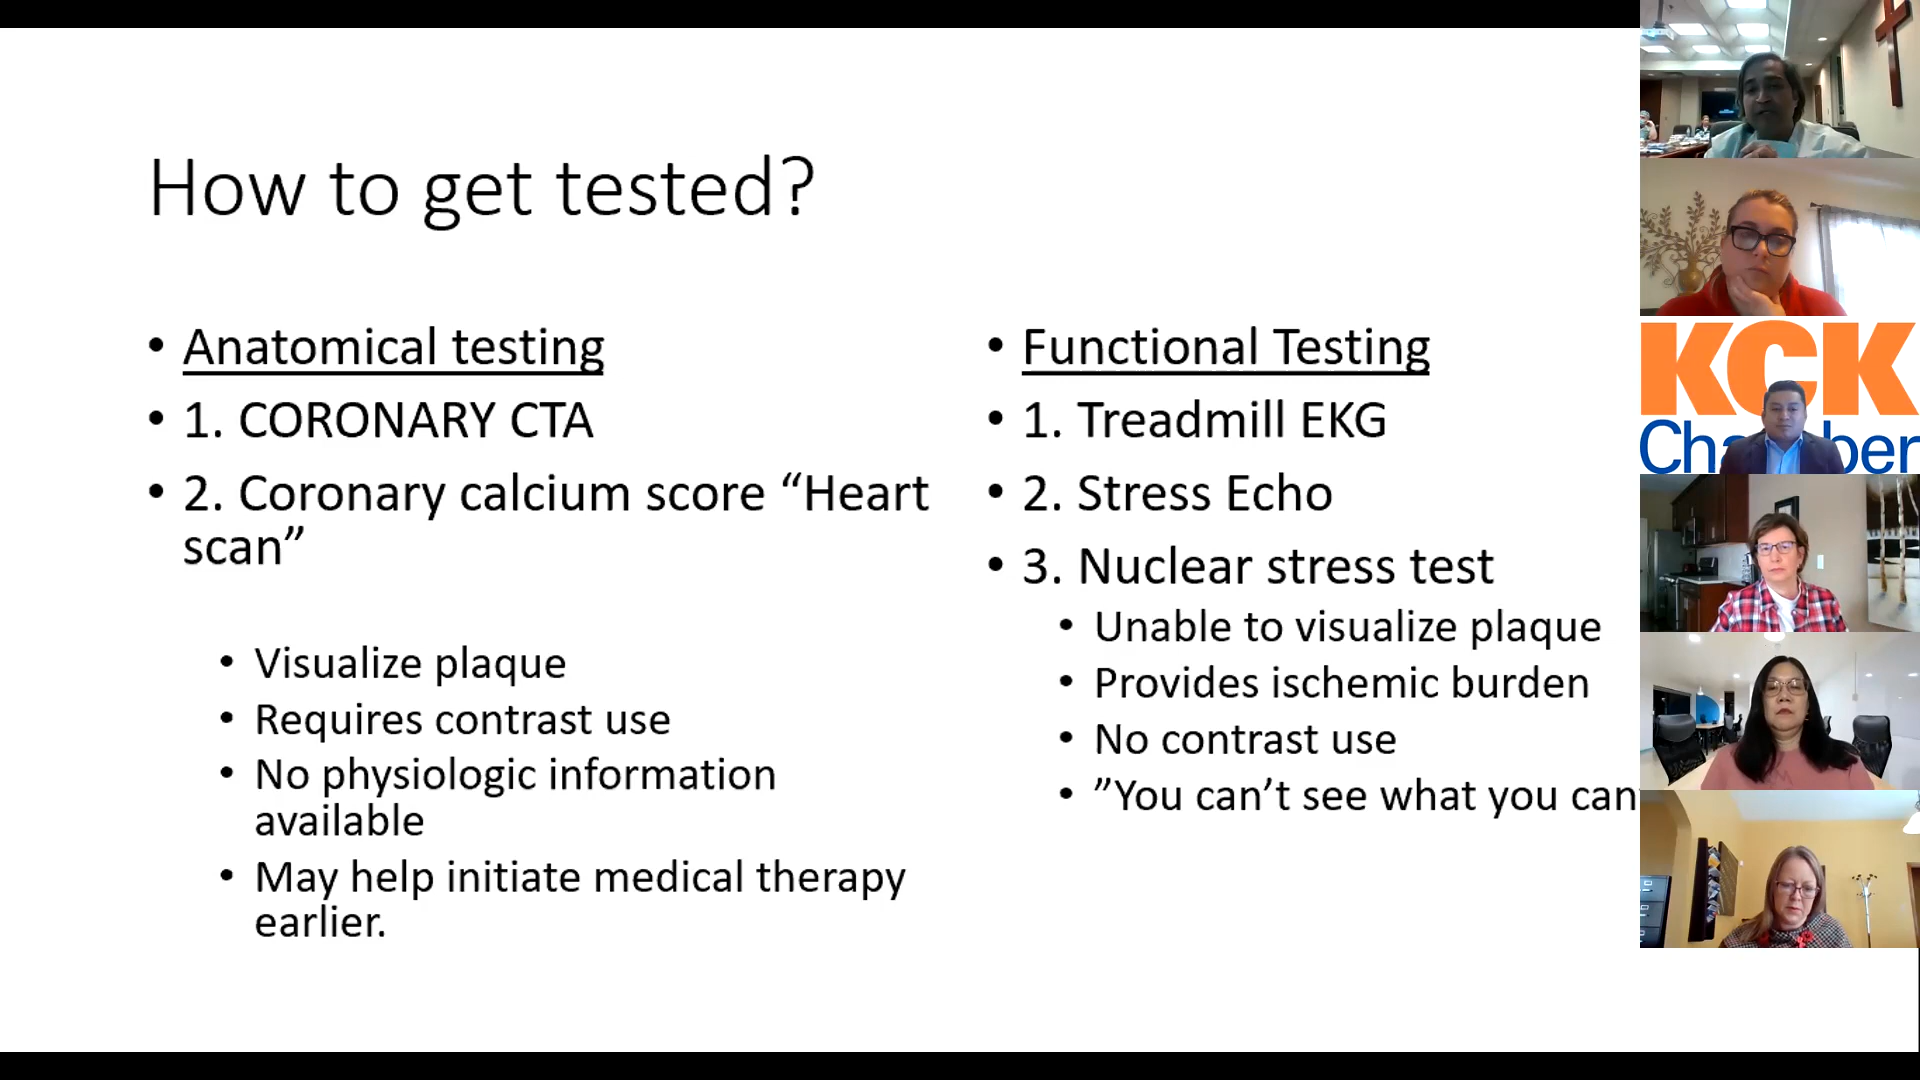 How to get tested?
• Anatomical testing
• 1. CORONARY CTA
• 2. Coronary calcium score “Heart
scan”
• Visualize plaque
• Requires contrast use
• No physiologic information
available
• May help initiate medical therapy
earlier.
• Functional Testing
• 1. Treadmill EKG
• 2. Stress Echo
• 3. Nuclear stress test
• Unable to visualize plaque
• Provides ischemic burden
• No contrast use
• ”You can’t see what you can
KCK